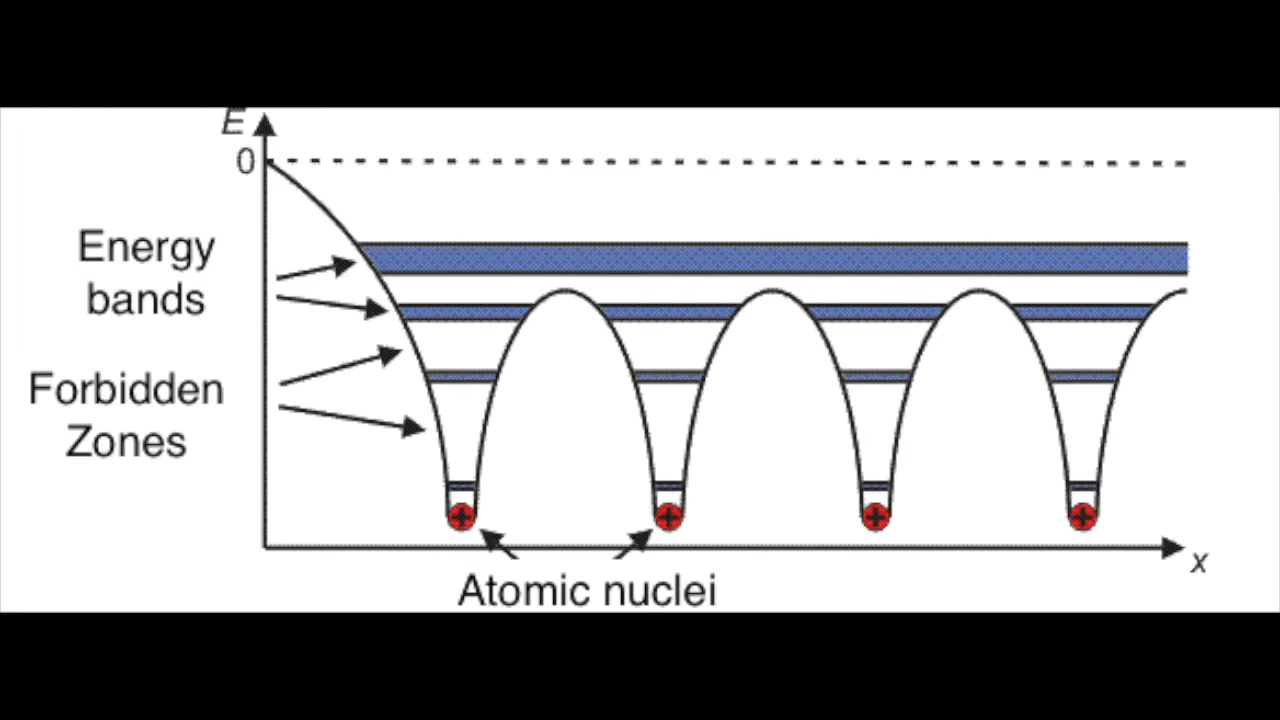 E
0
Energy
bands
Forbidden
Zones
Atomic nuclei
x